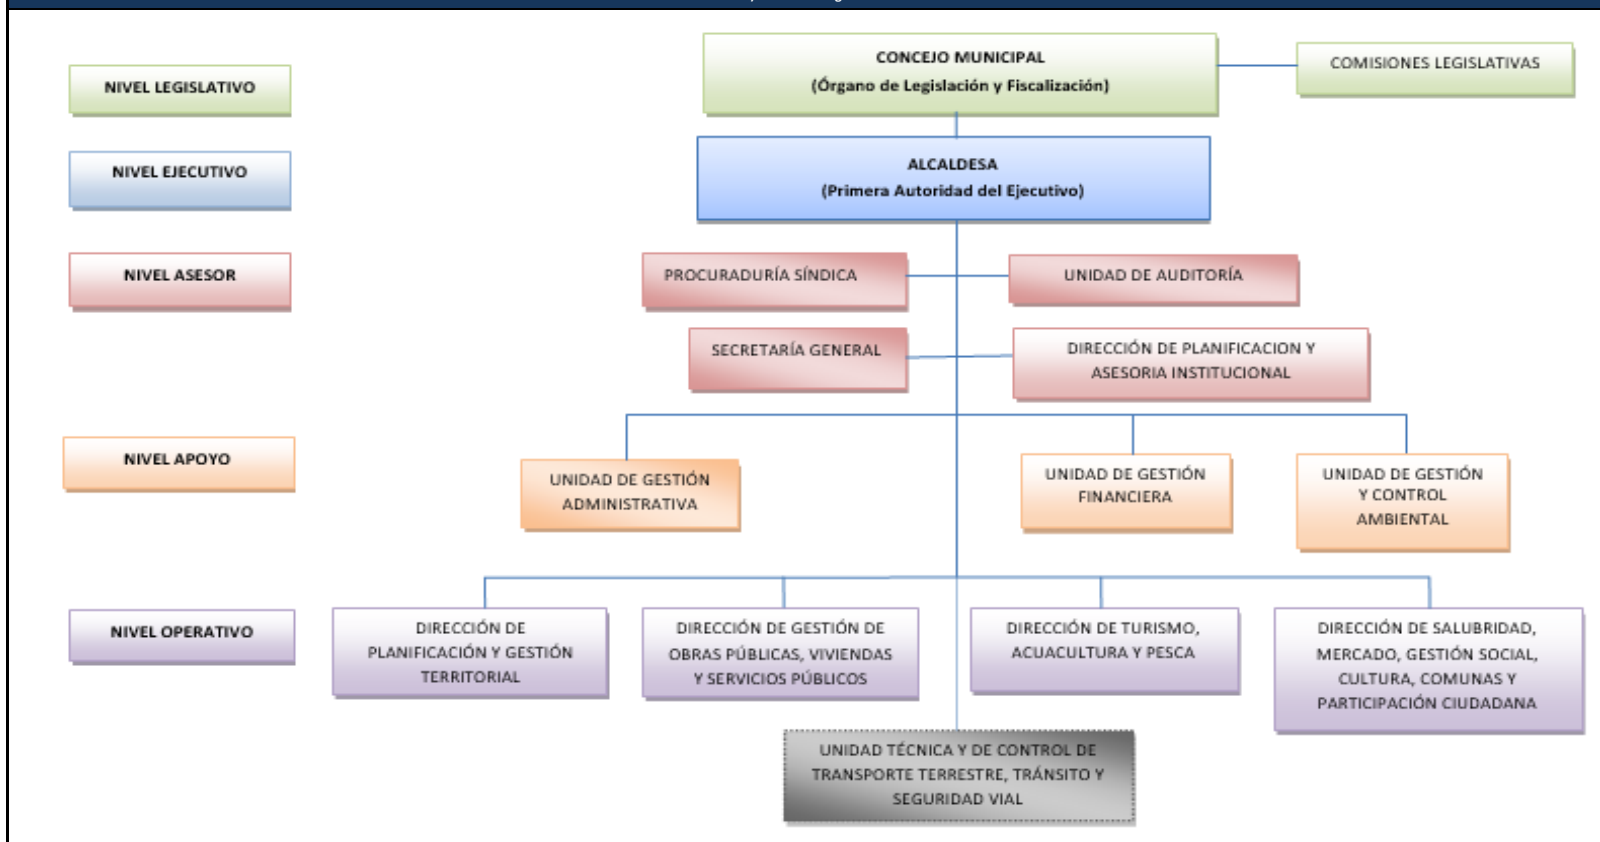 CONCEJO MUNICIPAL
(Órgano de Legislación y Fiscalización)
COMISIONES LEGISLATIVAS
NIVEL LEGISLATIVO
NIVEL EJECUTIVO
ALCALDESA
(Primera Autoridad del Ejecutivo)
NIVEL ASESOR
PROCURADURÍA SÍNDICA
UNIDAD DE AUDITORÍA
SECRETARÍA GENERAL
DIRECCIÓN DE PLANIFICACION Y
ASESORIA INSTITUCIONAL
NIVEL APOYO
UNIDAD DE GESTIÓN
ADMINISTRATIVA
UNIDAD DE GESTIÓN
FINANCIERA
UNIDAD DE GESTIÓN
Y CONTROL
AMBIENTAL
NIVEL OPERATIVO
DIRECCIÓN DE
PLANIFICACIÓN Y GESTIÓN
TERRITORIAL
DIRECCIÓN DE GESTIÓN DE
OBRAS PÚBLICAS, VIVIENDAS
Y SERVICIOS PÚBLICOS
DIRECCIÓN DE TURISMO,
ACUACULTURA Y PESCA
DIRECCIÓN DE SALUBRIDAD,
MERCADO, GESTIÓN SOCIAL,
CULTURA, COMUNAS Y
PARTICIPACIÓN CIUDADANA
UNIDAD TÉCNICA Y DE CONTROL DE
TRANSPORTE TERRESTRE, TRÁNSITO Y
SEGURIDAD VIAL